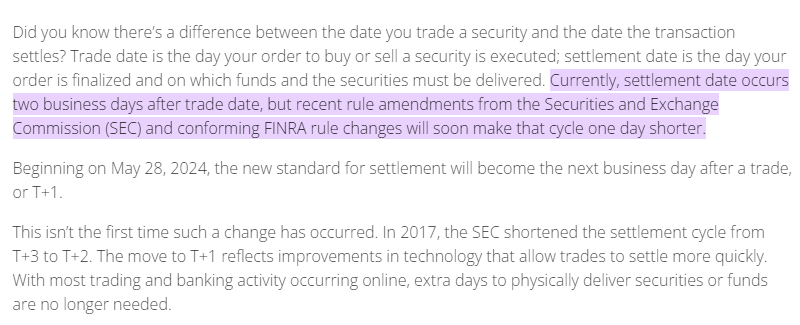 Did you know there's a difference between the date you trade a security and the date the transaction
settles? Trade date is the day your order to buy or sell a security is executed; settlement date is the day your
order is finalized and on which funds and the securities must be delivered. Currently, settlement date occurs
two business days after trade date, but recent rule amendments from the Securities and Exchange
Commission (SEC) and conforming FINRA rule changes will soon make that cycle one day shorter.
Beginning on May 28, 2024, the new standard for settlement will become the next business day after a trade,
or T+1.
This isn't the first time such a change has occurred. In 2017, the SEC shortened the settlement cycle from
T+3 to T+2. The move to T+1 reflects improvements in technology that allow trades to settle more quickly.
With most trading and banking activity occurring online, extra days to physically deliver securities or funds
are no longer needed.